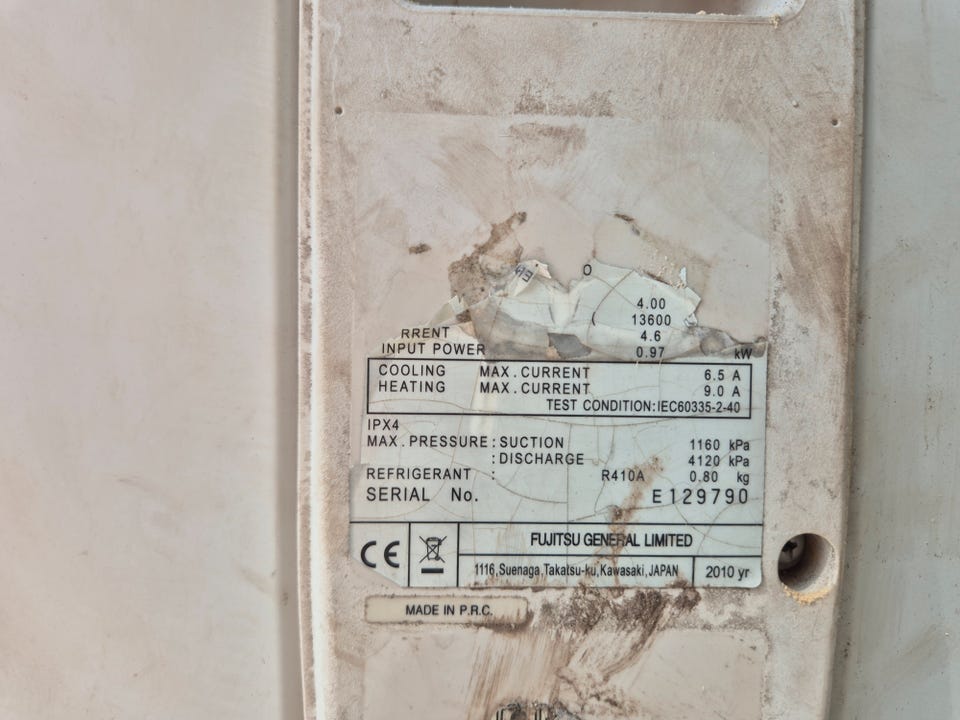 O
4.00
( 13600
RRENT 4.6
INPUT POWER 0.97 kW
COOLING MAX.CURRENT 6.5 A
HEATING MAX.CURRENT 9.0 A
TEST CONDITION:IEC60335-2-40
IPX4
MAX.PRESSURE:SUCTION 1160 kPa
:DISCHARGE 4120 kPa
REFRIGERANT : R410A 0.80 kg
SERIAL No. E129790
CE FUJITSU GENERAL LIMITED
1116,Suenaga,Takatsu-ku,Kawasaki,JAPAN 2010 yr
MADE IN P.R.C.